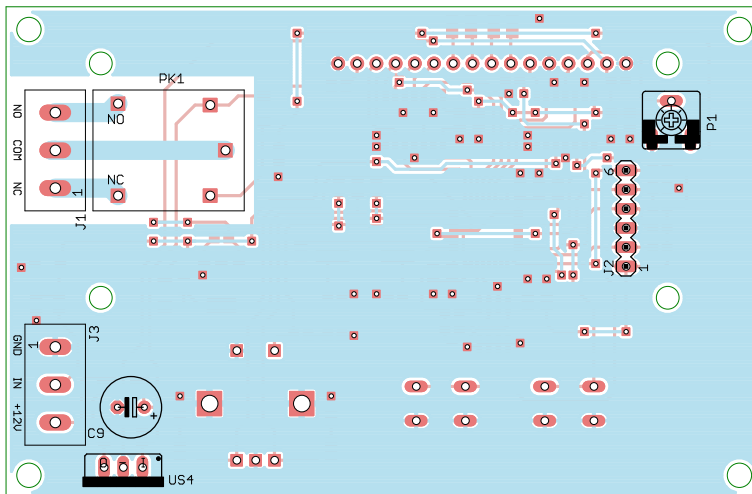 PK1
NO
NO
COM
NC
NC
1
J1
P1
6
J2
1
J3
GND
1
IN
+12V
C9
+
O
-
I
US4